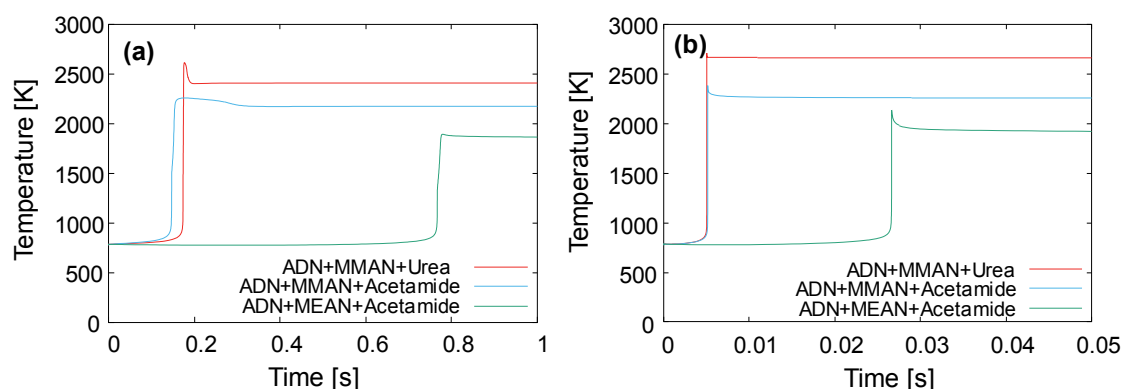 (a)
Temperature [K]
3000
2500
2000
1500
1000
500
0
ADN+MMAN+Urea
ADN+MMAN+Acetamide
ADN+MEAN+Acetamide
0 0.2 0.4 0.6 0.8 1
Time [s]
(b)
Temperature [K]
3000
2500
2000
1500
1000
500
0
ADN+MMAN+Urea
ADN+MMAN+Acetamide
ADN+MEAN+Acetamide
0 0.01 0.02 0.03 0.04 0.05
Time [s]